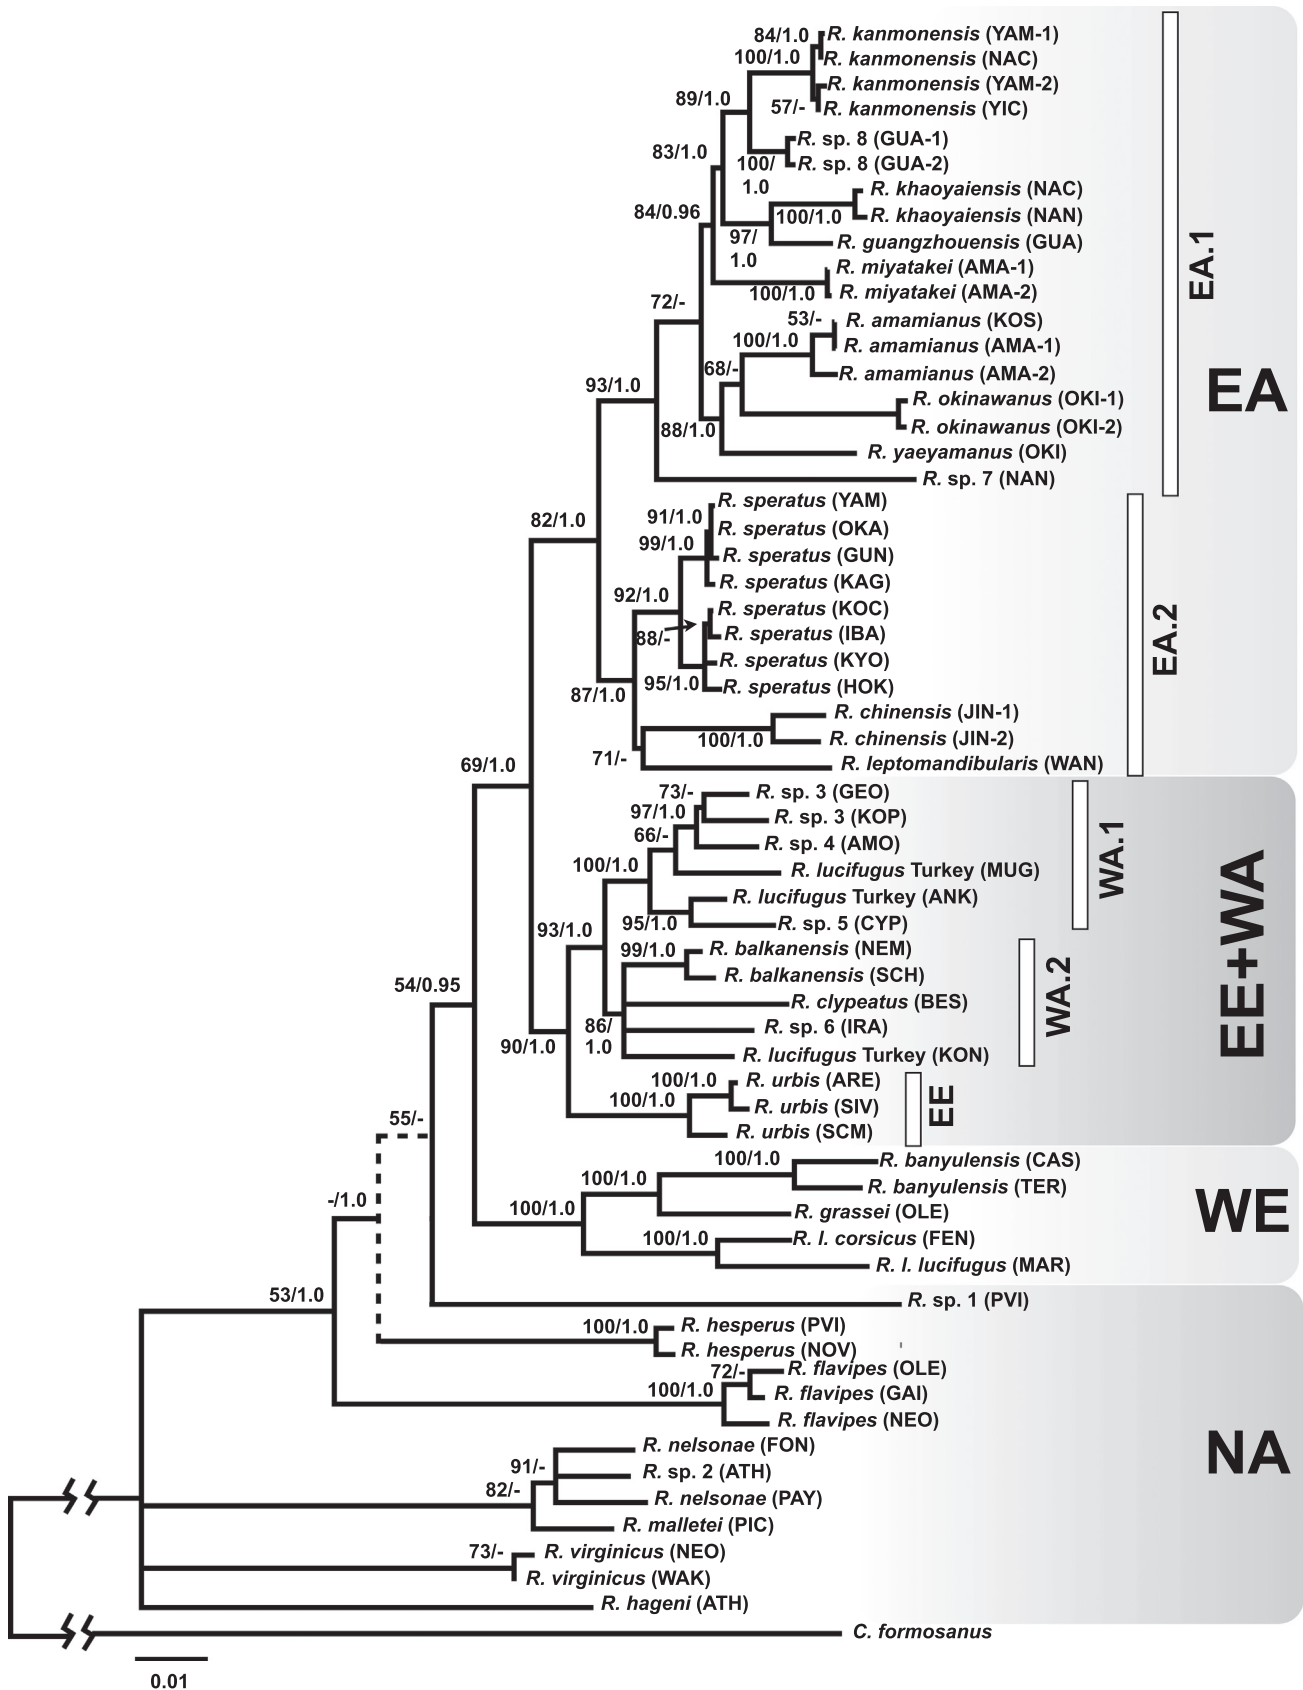 84/1.0
R. kanmonensis (YAM-1)
100/1.0
R. kanmonensis (NAC)
R. kanmonensis (YAM-2)
89/1.0
57/-
R. kanmonensis (YIC)
R. sp. 8 (GUA-1)
83/1.0
100/
1.0
R. sp. 8 (GUA-2)
R. khaoyaiensis (NAC)
84/0.96
100/1.0
R. khaoyaiensis (NAN)
97/
1.0
R. guangzhouensis (GUA)
R. miyatakei (AMA-1)
100/1.0
R. miyatakei (AMA-2)
EA.1
72/-
53/-
R. amamianus (KOS)
100/1.0
R. amamianus (AMA-1)
68/-
R. amamianus (AMA-2)
EA
93/1.0
R. okinawanus (OKI-1)
88/1.0
R. okinawanus (OKI-2)
R. yaeyamanus (OKI)
R. sp. 7 (NAN)
R. speratus (YAM)
82/1.0
91/1.0
R. speratus (OKA)
99/1.0
R. speratus (GUN)
R. speratus (KAG)
92/1.0
R. speratus (KOC)
88/-
R. speratus (IBA)
EA.2
R. speratus (KYO)
95/1.0
R. speratus (HOK)
87/1.0
R. chinensis (JIN-1)
100/1.0
R. chinensis (JIN-2)
71/-
R. leptomandibularis (WAN)
69/1.0
73/-
R. sp. 3 (GEO)
97/1.0
R. sp. 3 (KOP)
66/-
R. sp. 4 (AMO)
WA.1
100/1.0
R. lucifugus Turkey (MUG)
R. lucifugus Turkey (ANK)
95/1.0
R. sp. 5 (CYP)
93/1.0
99/1.0
R. balkanensis (NEM)
R. balkanensis (SCH)
EE+WA
54/0.95
R. clypeatus (BES)
WA.2
86/
1.0
R. sp. 6 (IRA)
90/1.0
R. lucifugus Turkey (KON)
100/1.0
R. urbis (ARE)
100/1.0
R. urbis (SIV)
EE
55/-
R. urbis (SCM)
100/1.0
R. banyulensis (CAS)
100/1.0
R. banyulensis (TER)
-/1.0
100/1.0
R. grassei (OLE)
WE
100/1.0
R. l. corsicus (FEN)
R. l. lucifugus (MAR)
53/1.0
R. sp. 1 (PVI)
100/1.0
R. hesperus (PVI)
R. hesperus (NOV)
72/-
R. flavipes (OLE)
100/1.0
R. flavipes (GAI)
R. flavipes (NEO)
R. nelsonae (FON)
NA
91/-
R. sp. 2 (ATH)
82/-
R. nelsonae (PAY)
R. malletei (PIC)
73/-
R. virginicus (NEO)
R. virginicus (WAK)
R. hageni (ATH)
C. formosanus
0.01